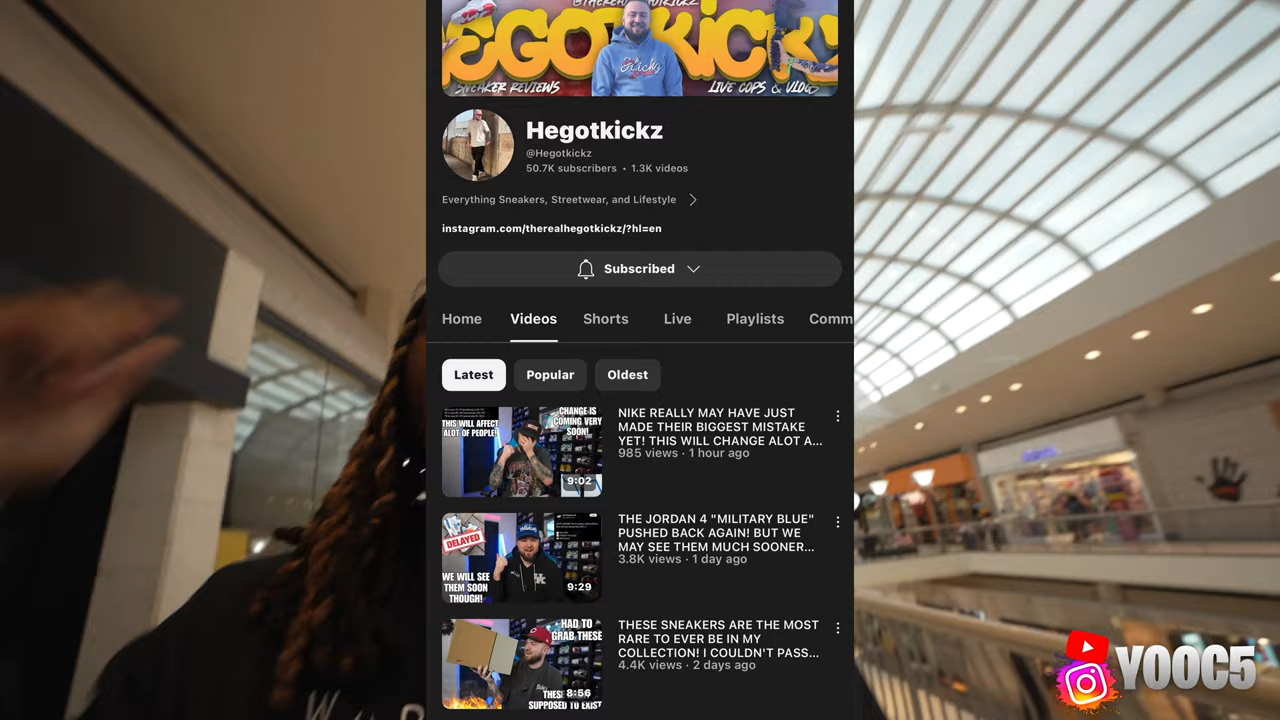 @THEREALHEGOTKICKZ
HEGOTKICKZ
Kickz
SNEAKER REVIEWS
LIVE COPS & VLOGS
Hegotkickz
@Hegotkickz
50.7K subscribers • 1.3K videos
Everything Sneakers, Streetwear, and Lifestyle
instagram.com/therealhegotkickz/?hl=en
Subscribed
Home
Videos
Shorts
Live
Playlists
Comm
Latest
Popular
Oldest
THIS WILL AFFECT
ALOT OF PEOPLE!
CHANGE IS
COMING VERY
SOON!
9:02
NIKE REALLY MAY HAVE JUST
MADE THEIR BIGGEST MISTAKE
YET! THIS WILL CHANGE ALOT A...
985 views · 1 hour ago
DELAYED
WE WILL SEE
THEM SOON
THOUGH!
9:29
THE JORDAN 4 "MILITARY BLUE"
PUSHED BACK AGAIN! BUT WE
MAY SEE THEM MUCH SOONER...
3.8K views · 1 day ago
HAD TO
GRAB THESE
8:56
SUPPOSED TO EXIST
THESE SNEAKERS ARE THE MOST
RARE TO EVER BE IN MY
COLLECTION! I COULDN'T PASS...
4.4K views · 2 days ago
YOOC5